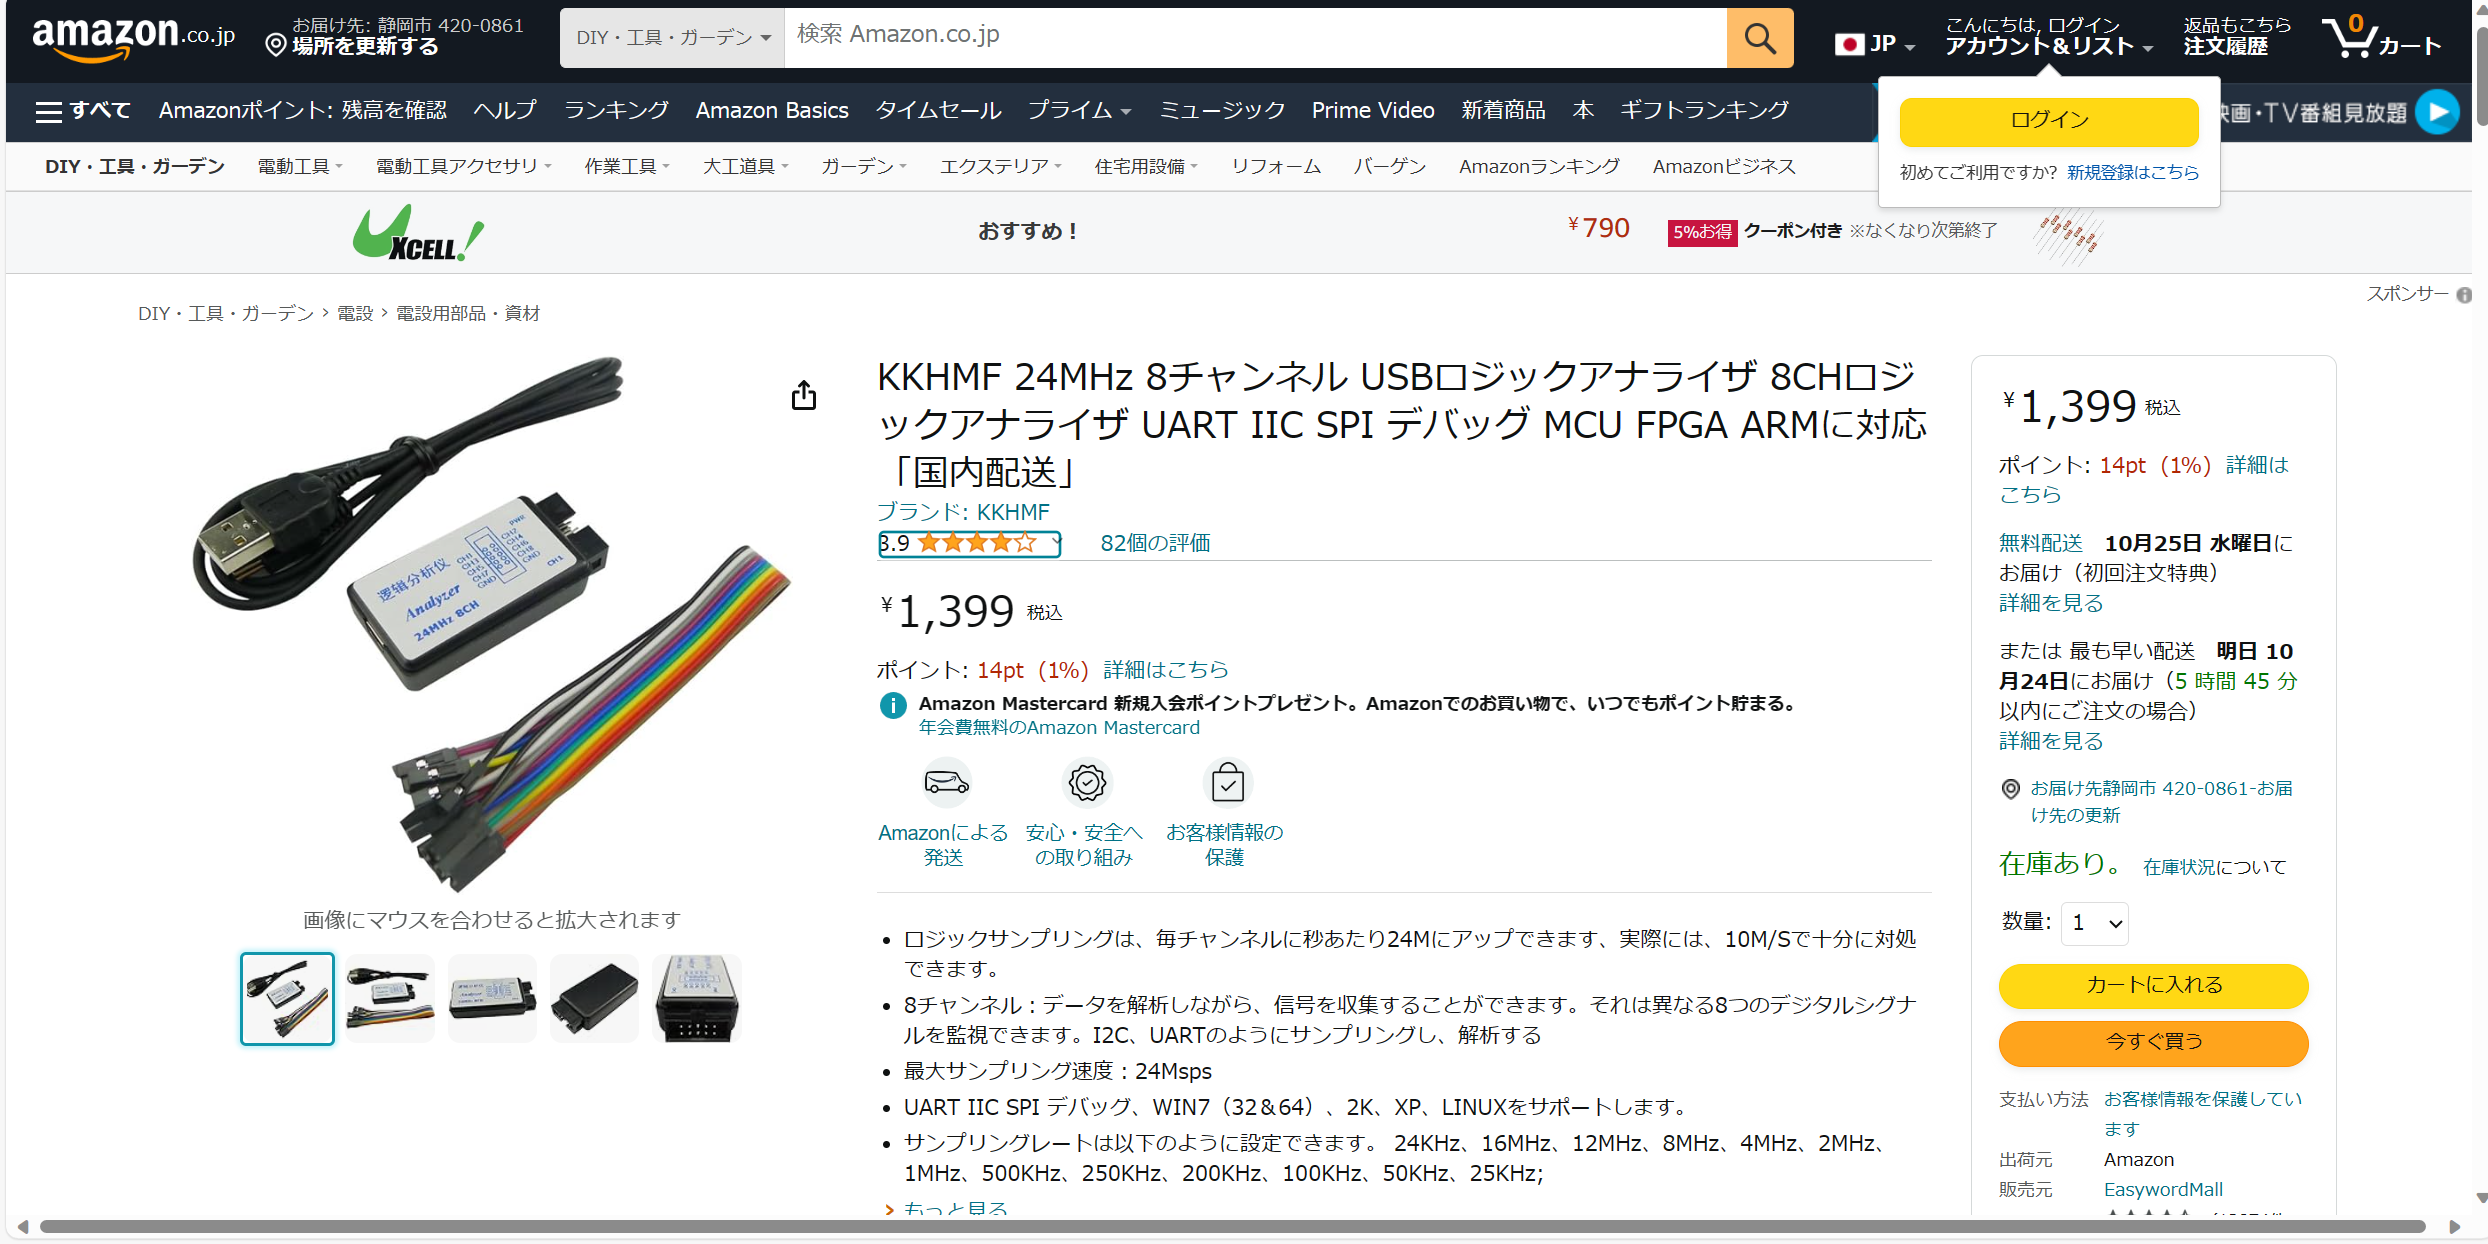 amazon.co.jp
お届け先: 静岡市 420-0861
場所を更新する
DIY・工具・ガーデン
検索 Amazon.co.jp
JP
こんにちは, ログイン
アカウント&リスト
返品もこちら
注文履歴
0
カート
すべて
Amazonポイント: 残高を確認
ヘルプ
ランキング
Amazon Basics
タイムセール
プライム
ミュージック
Prime Video
新着商品
本
ギフトランキング
映画・TV番組見放題
ログイン
初めてご利用ですか? 新規登録はこちら
DIY・工具・ガーデン
電動工具
電動工具アクセサリ
作業工具
大工道具
ガーデン
エクステリア
住宅用設備
リフォーム
バーゲン
Amazonランキング
Amazonビジネス
UXCELL!
おすすめ！
¥790
5%お得 クーポン付き ※なくなり次第終了
スポンサー
DIY・工具・ガーデン › 電設 › 電設用部品・資材
逻辑分析仪
Analyzer
24MHz 8CH
PWR
CH2
CH4
CH6
CH8
GND
CH1
CH3
CH5
CH7
GND
CH1
画像にマウスを合わせると拡大されます
KKHMF 24MHz 8チャンネル USBロジックアナライザ 8CHロジ
ックアナライザ UART IIC SPI デバッグ MCU FPGA ARMに対応
「国内配送」
ブランド: KKHMF
3.9
82個の評価
¥1,399 税込
ポイント: 14pt (1%) 詳細はこちら
Amazon Mastercard 新規入会ポイントプレゼント。Amazonでのお買い物で、いつでもポイント貯まる。
年会費無料のAmazon Mastercard
Amazonによる
発送
安心・安全へ
の取り組み
お客様情報の
保護
ロジックサンプリングは、毎チャンネルに秒あたり24Mにアップできます、実際には、10M/Sで十分に対処
できます。
8チャンネル：データを解析しながら、信号を収集することができます。それは異なる8つのデジタルシグナ
ルを監視できます。I2C、UARTのようにサンプリングし、解析する
最大サンプリング速度：24Msps
UART IIC SPI デバッグ、WIN7（32＆64）、2K、XP、LINUXをサポートします。
サンプリングレートは以下のように設定できます。 24KHz、16MHz、12MHz、8MHz、4MHz、2MHz、
1MHz、500KHz、250KHz、200KHz、100KHz、50KHz、25KHz;
もっと見る
¥1,399 税込
ポイント: 14pt (1%) 詳細は
こちら
無料配送 10月25日 水曜日に
お届け（初回注文特典）
詳細を見る
または 最も早い配送 明日 10
月24日にお届け（5 時間 45 分
以内にご注文の場合）
詳細を見る
お届け先静岡市 420-0861-お届
け先の更新
在庫あり。 在庫状況について
数量: 1
カートに入れる
今すぐ買う
支払い方法 お客様情報を保護してい
ます
出荷元 Amazon
販売元 EasywordMall